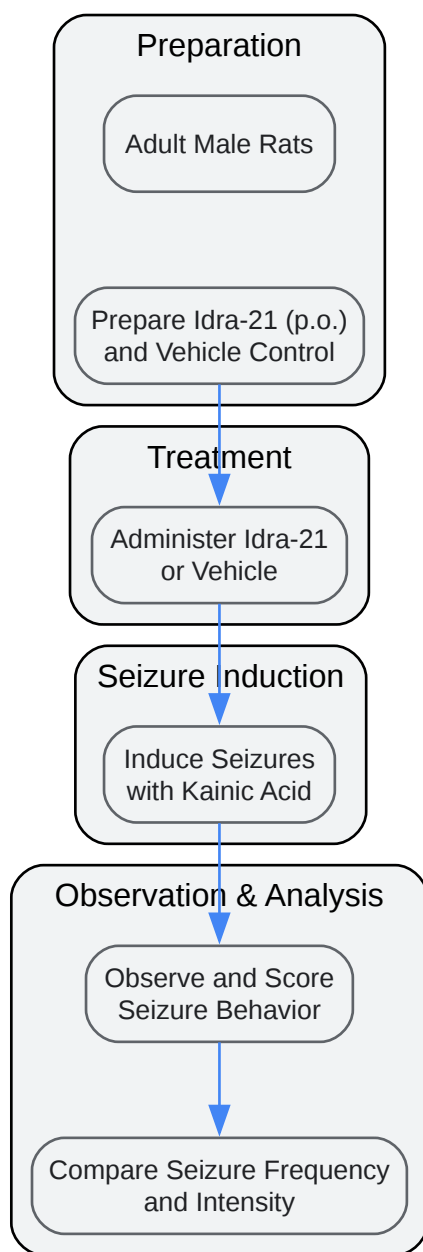 Preparation
Adult Male Rats
Prepare Idra-21 (p.o.)
and Vehicle Control
Treatment
Administer Idra-21
or Vehicle
Seizure Induction
Induce Seizures
with Kainic Acid
Observation & Analysis
Observe and Score
Seizure Behavior
Compare Seizure Frequency
and Intensity